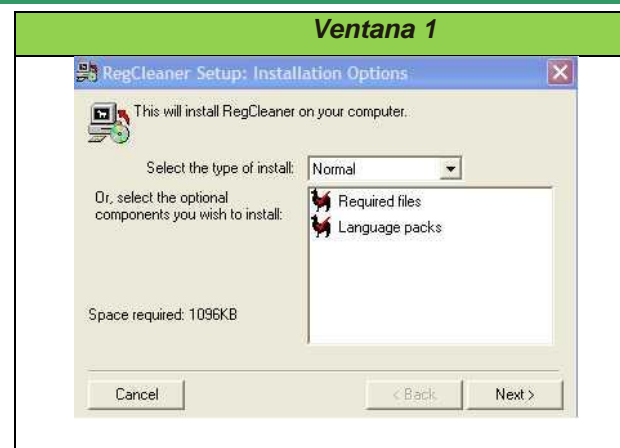 Ventana 1
RegCleaner Setup: Installation Options
This will install RegCleaner on your computer.
Select the type of install: Normal
Or, select the optional
components you wish to install:
Required files
Language packs
Space required: 1096KB
Cancel < Back Next >